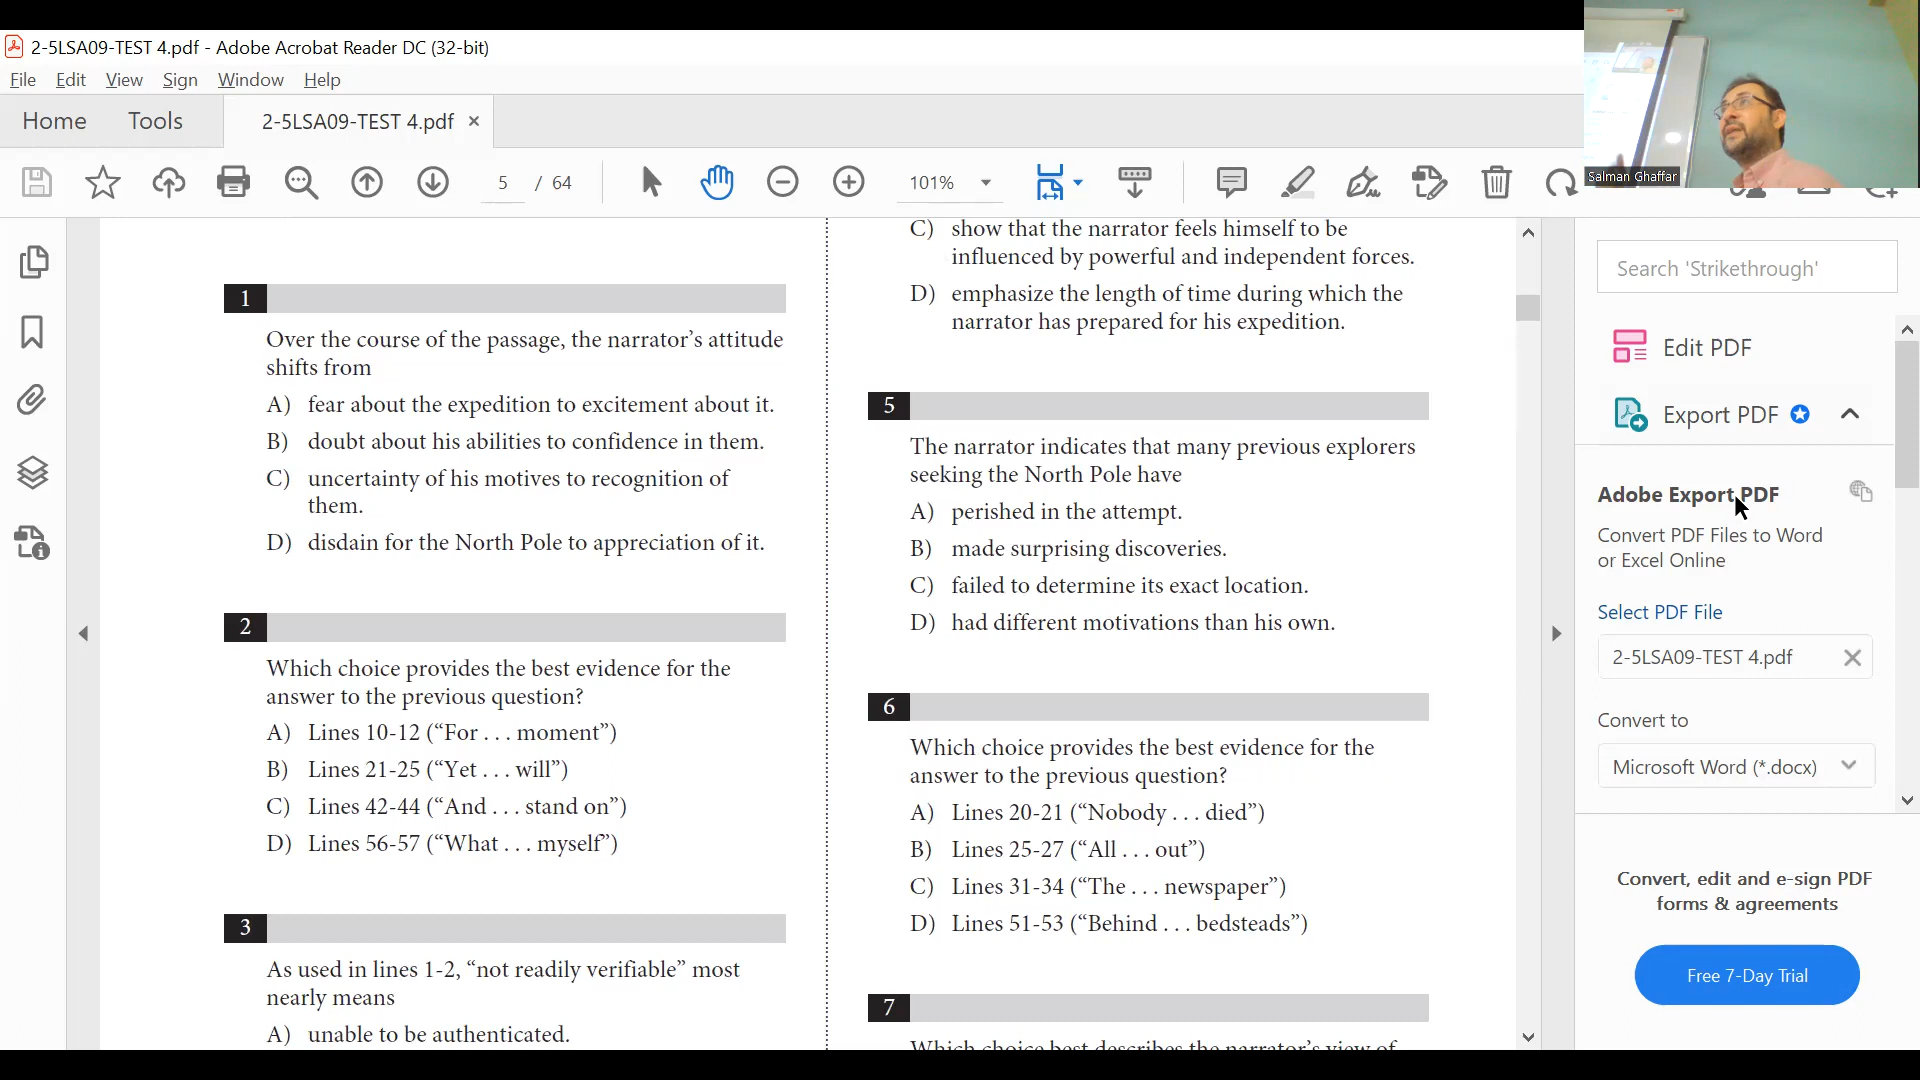 2-5LSA09-TEST 4.pdf - Adobe Acrobat Reader DC (32-bit)
File Edit View Sign Window Help
Home Tools 2-5LSA09-TEST 4.pdf ×
5 / 64 101%
Salman Ghaffar
1
Over the course of the passage, the narrator’s attitude
shifts from
A) fear about the expedition to excitement about it.
B) doubt about his abilities to confidence in them.
C) uncertainty of his motives to recognition of
them.
D) disdain for the North Pole to appreciation of it.
2
Which choice provides the best evidence for the
answer to the previous question?
A) Lines 10-12 (“For . . . moment”)
B) Lines 21-25 (“Yet . . . will”)
C) Lines 42-44 (“And . . . stand on”)
D) Lines 56-57 (“What . . . myself”)
3
As used in lines 1-2, “not readily verifiable” most
nearly means
A) unable to be authenticated.
C) show that the narrator feels himself to be
influenced by powerful and independent forces.
D) emphasize the length of time during which the
narrator has prepared for his expedition.
5
The narrator indicates that many previous explorers
seeking the North Pole have
A) perished in the attempt.
B) made surprising discoveries.
C) failed to determine its exact location.
D) had different motivations than his own.
6
Which choice provides the best evidence for the
answer to the previous question?
A) Lines 20-21 (“Nobody . . . died”)
B) Lines 25-27 (“All . . . out”)
C) Lines 31-34 (“The . . . newspaper”)
D) Lines 51-53 (“Behind . . . bedsteads”)
7
Which choice best describes the narrator’s view of
Search 'Strikethrough'
Edit PDF
Export PDF
Adobe Export PDF
Convert PDF Files to Word
or Excel Online
Select PDF File
2-5LSA09-TEST 4.pdf
Convert to
Microsoft Word (*.docx)
Convert, edit and e-sign PDF
forms & agreements
Free 7-Day Trial